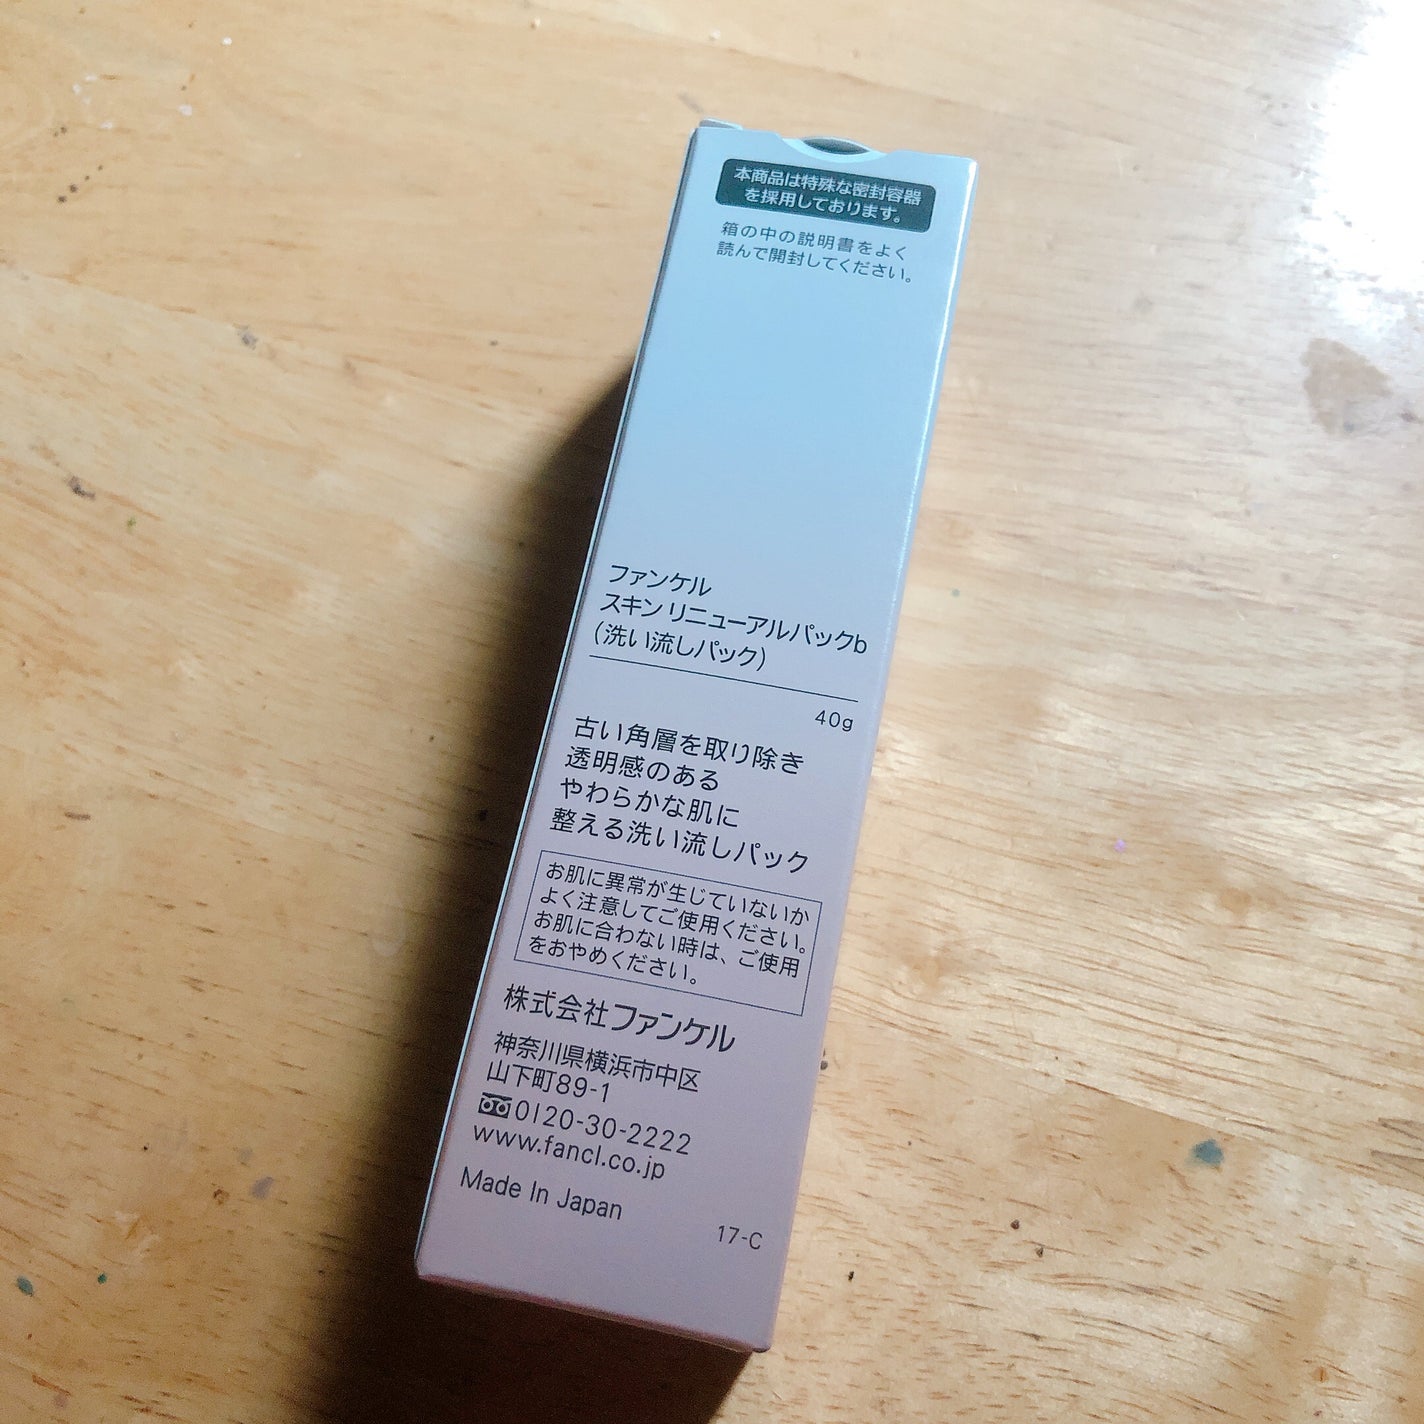 本商品は特殊な密封容器
を採用しております。
箱の中の説明書をよく
読んで開封してください。
ファンケル
スキン リニューアルパックb
(洗い流しパック)
40g
古い角層を取り除き
透明感のある
やわらかな肌に
整える洗い流しパック
お肌に異常が生じていないか
よく注意してご使用ください。
お肌に合わない時は、ご使用
をおやめください。
株式会社ファンケル
神奈川県横浜市中区
山下町89-1
0120-30-2222
www.fancl.co.jp
Made In Japan
17-C